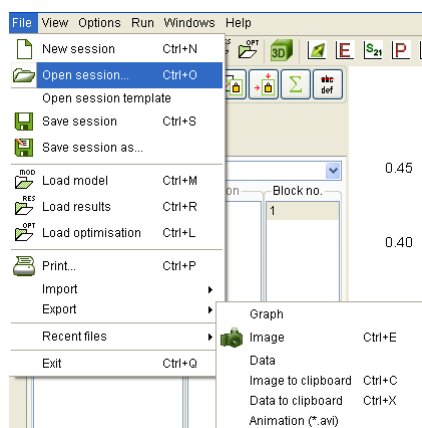 File View Options Run Windows Help
New session Ctrl+N
RES OPT 3D E S21 P
Open session... Ctrl+O
abc def
Open session template
Save session Ctrl+S
Save session as...
MOD Load model Ctrl+M
on Block no.
RES Load results Ctrl+R
1
OPT Load optimisation Ctrl+L
0.45
0.40
Print... Ctrl+P
Import
Export
Recent files
Exit Ctrl+Q
Graph
Image Ctrl+E
Data
Image to clipboard Ctrl+C
Data to clipboard Ctrl+X
Animation (*.avi)